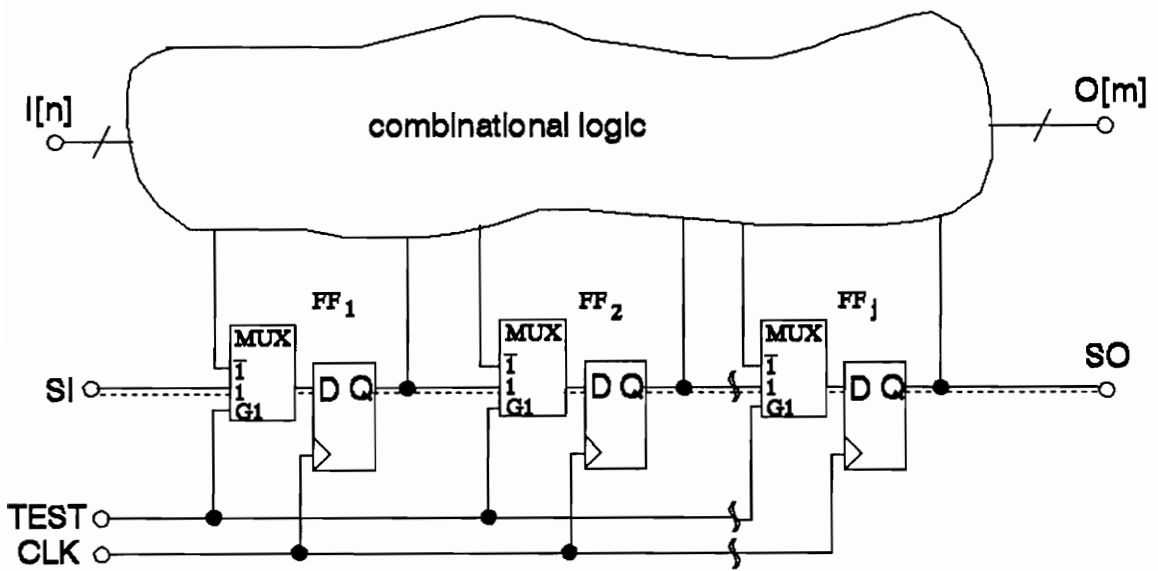 I[n]
combinational logic
O[m]
FF1
FF2
FFj
MUX
1̅
1
G1
D Q
MUX
1̅
1
G1
D Q
MUX
1̅
1
G1
D Q
SI
SO
TEST
CLK